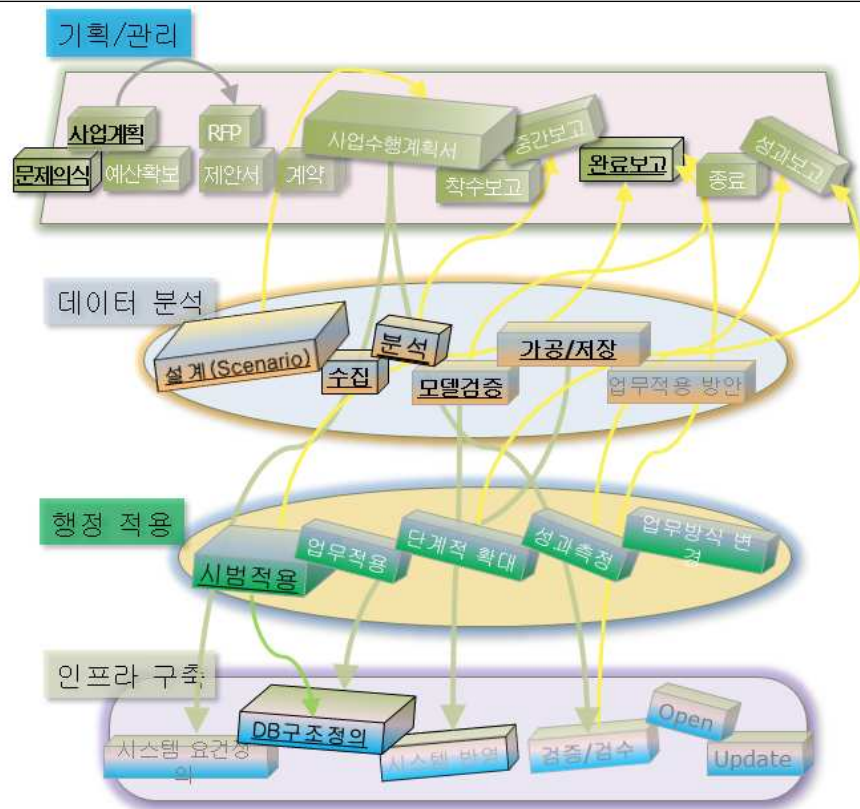 기획/관리
사업계획
RFP
사업수행계획서
중간보고
성과보고
문제의식
예산확보
제안서
계약
착수보고
완료보고
종료
데이터 분석
설계(Scenario)
수집
분석
모델검증
가공/저장
업무적용 방안
행정 적용
시범적용
업무적용
단계적 확대
성과측정
업무방식 변
경
인프라 구축
시스템 요건정
의
DB구조정의
시스템 반영
검증/검수
Open
Update